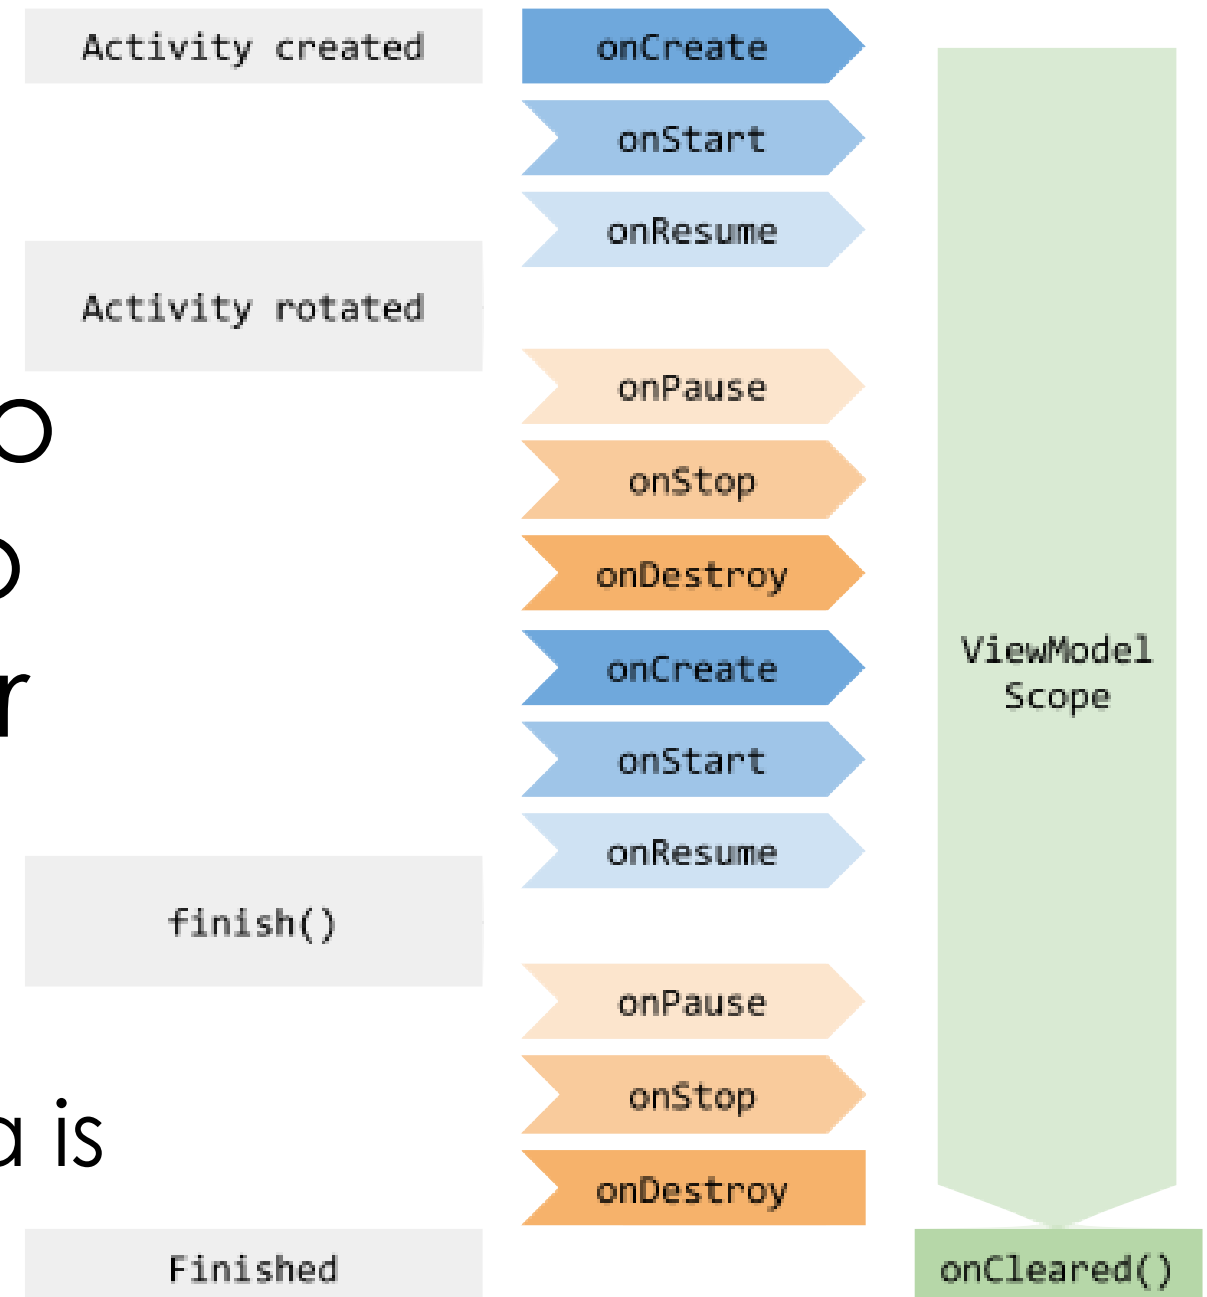 Activity created
onCreate
onStart
onResume
Activity rotated
onPause
o
onStop
o
onDestroy
r
onCreate
ViewModel
Scope
onStart
onResume
finish()
onPause
onStop
a is
onDestroy
Finished
onCleared()